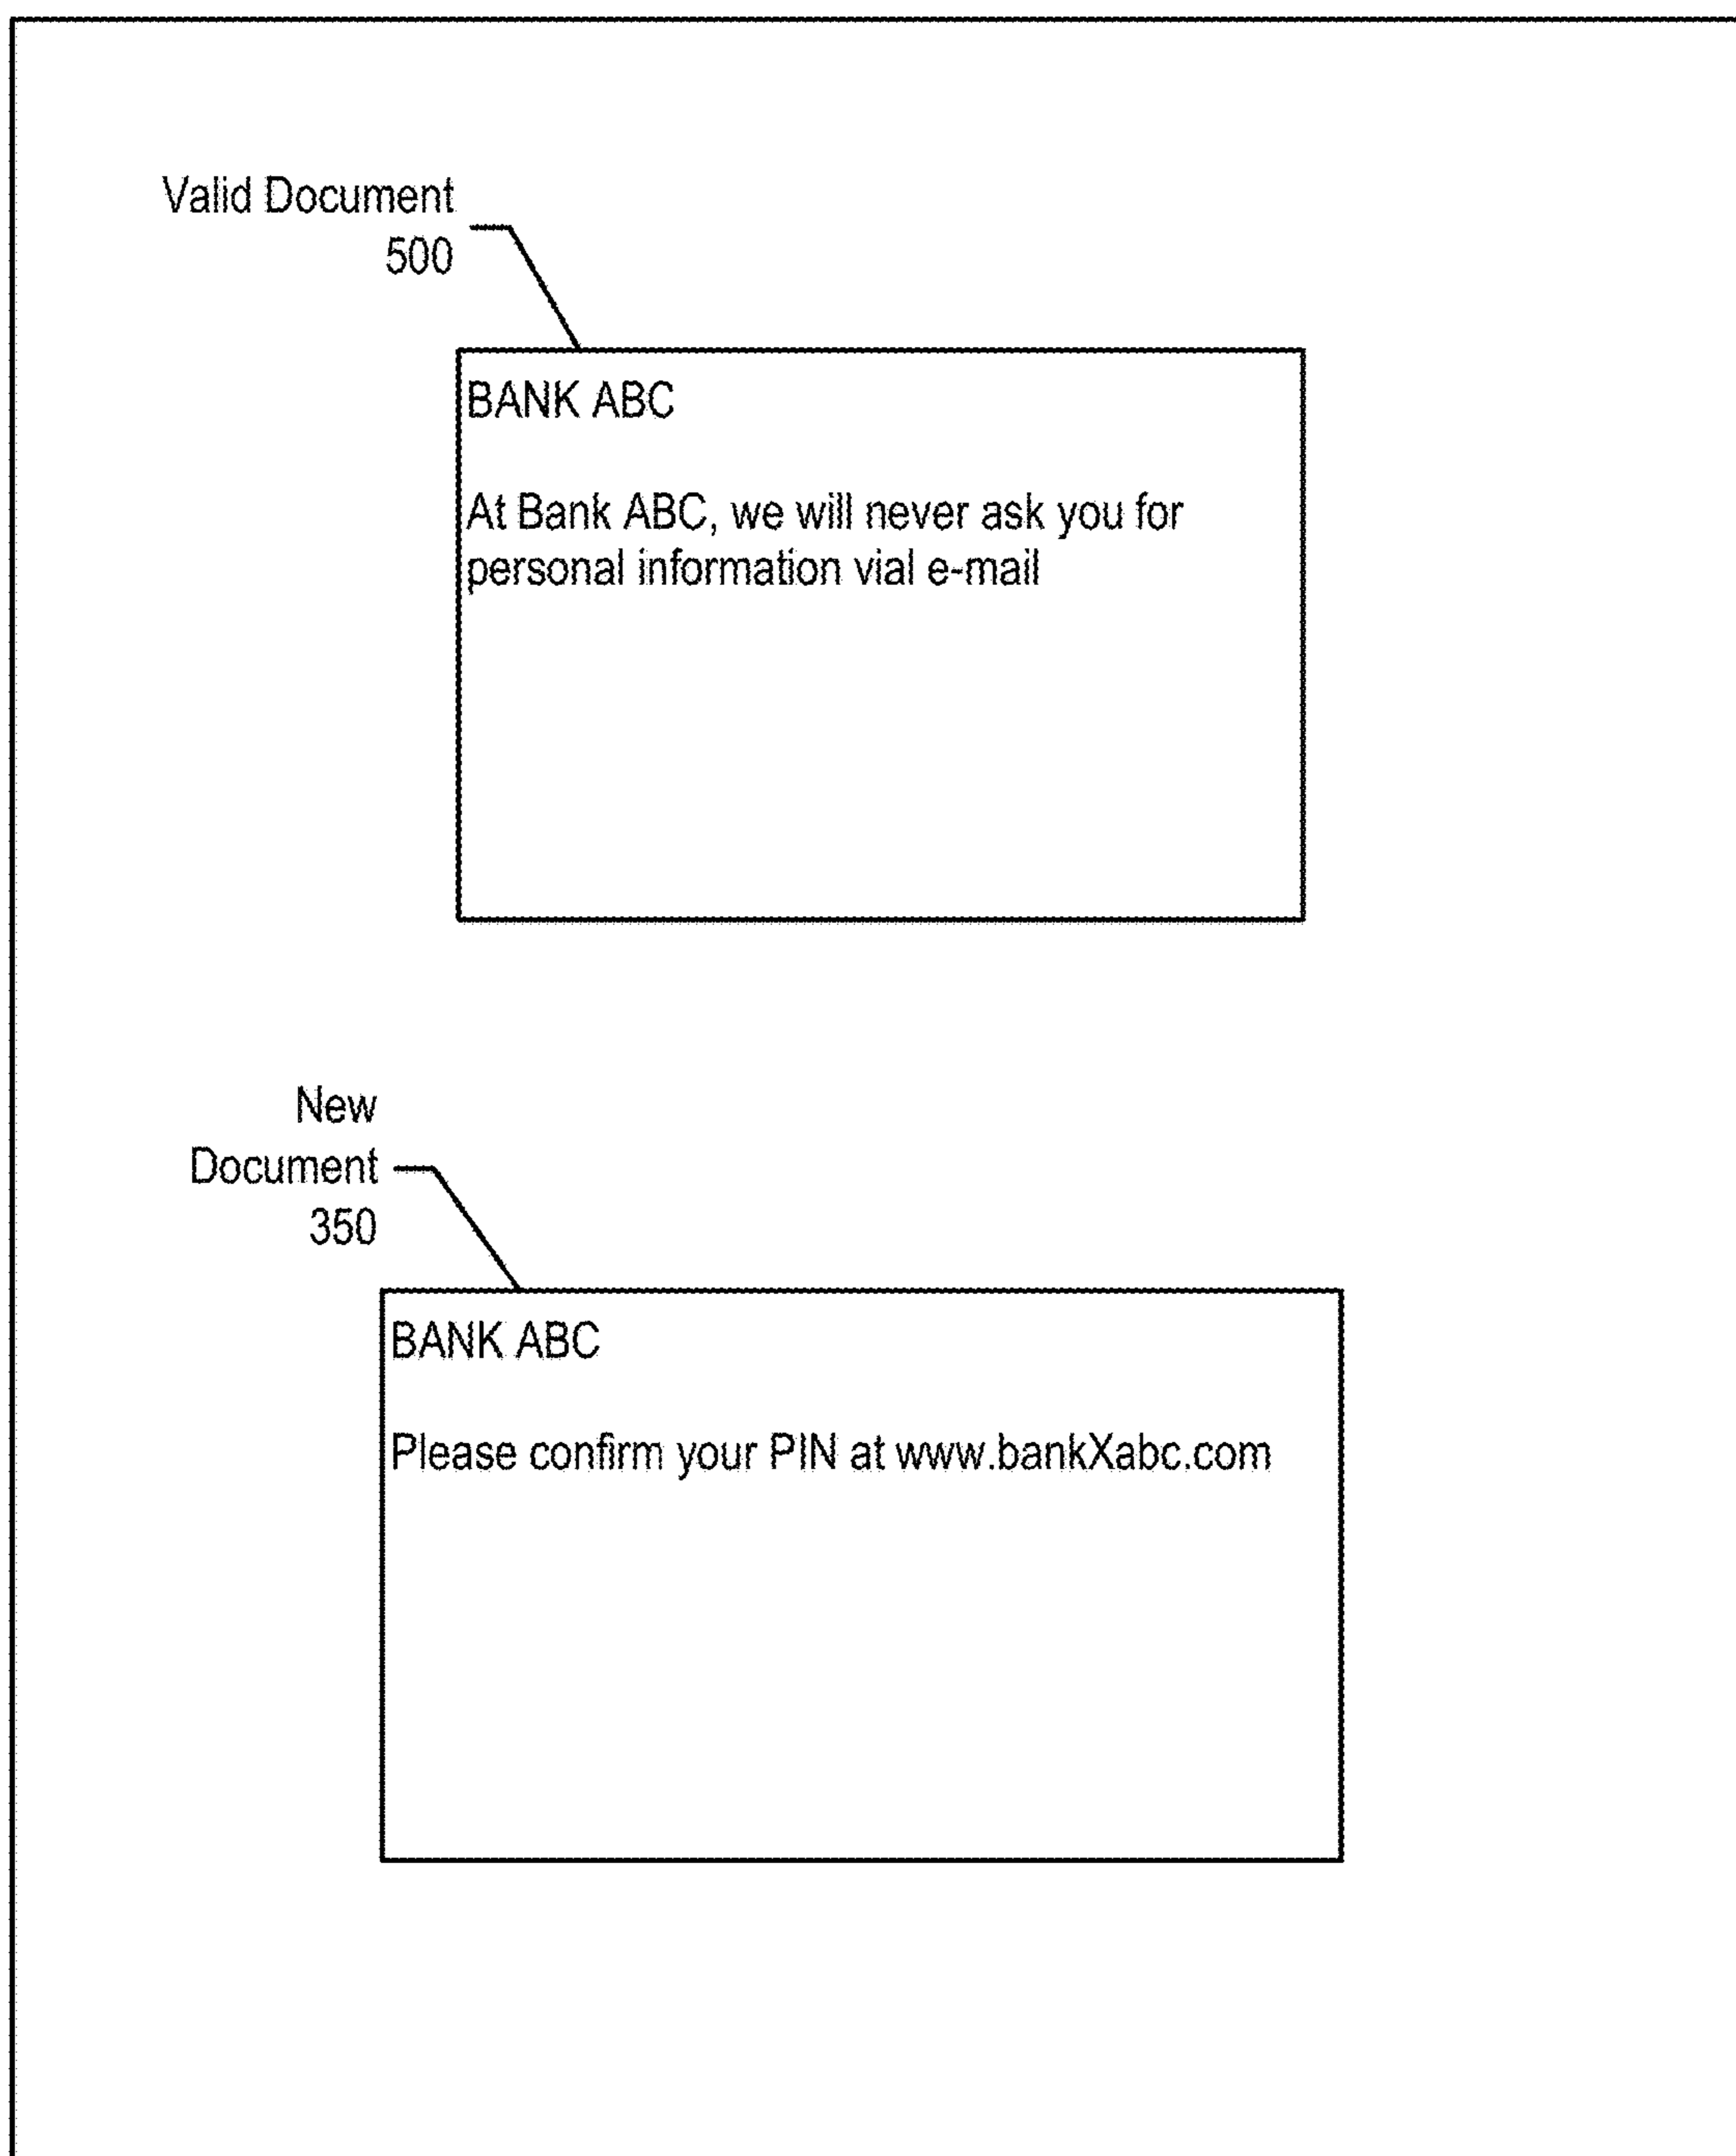 Valid Document
500
BANK ABC
At Bank ABC, we will never ask you for
personal information vial e-mail
New
Document
350
BANK ABC
Please confirm your PIN at www.bankXabc.com